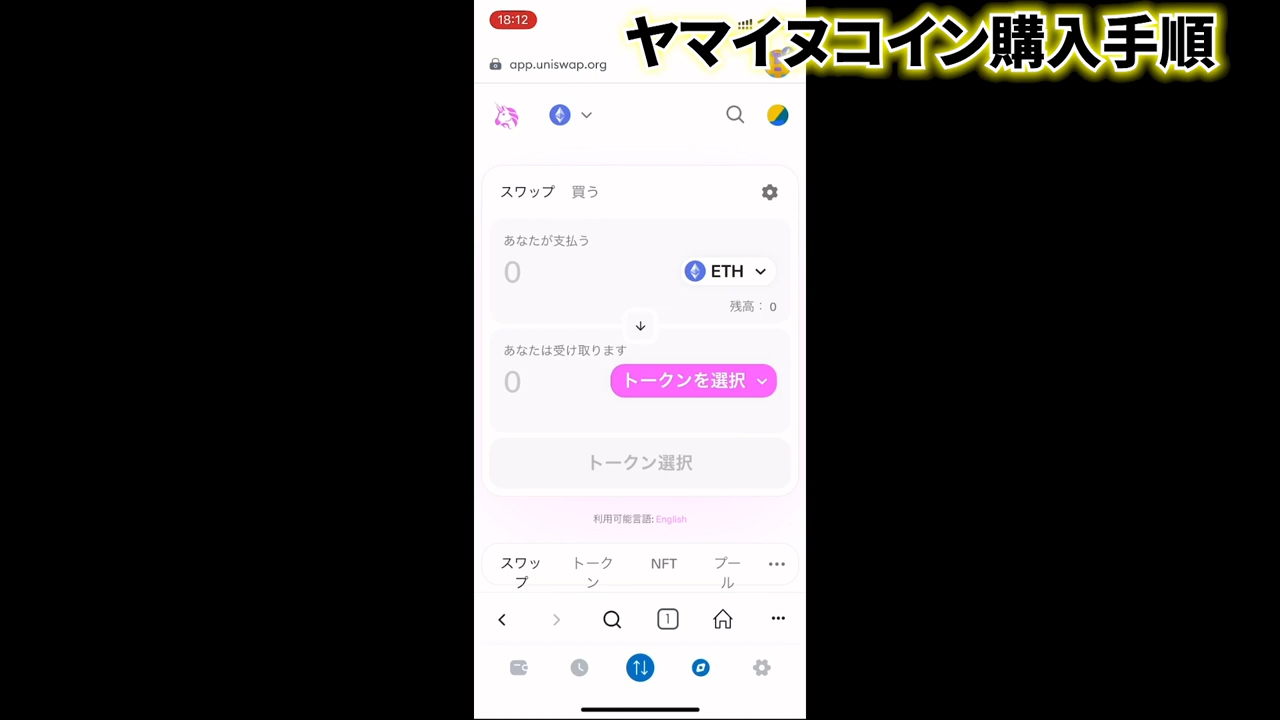 18:12
ヤマイヌコイン購入手順
app.uniswap.org
スワップ 買う
あなたが支払う
0 ETH
残高： 0
あなたは受け取ります
0 トークンを選択
トークン選択
利用可能言語: English
スワップ トークン NFT プール
1